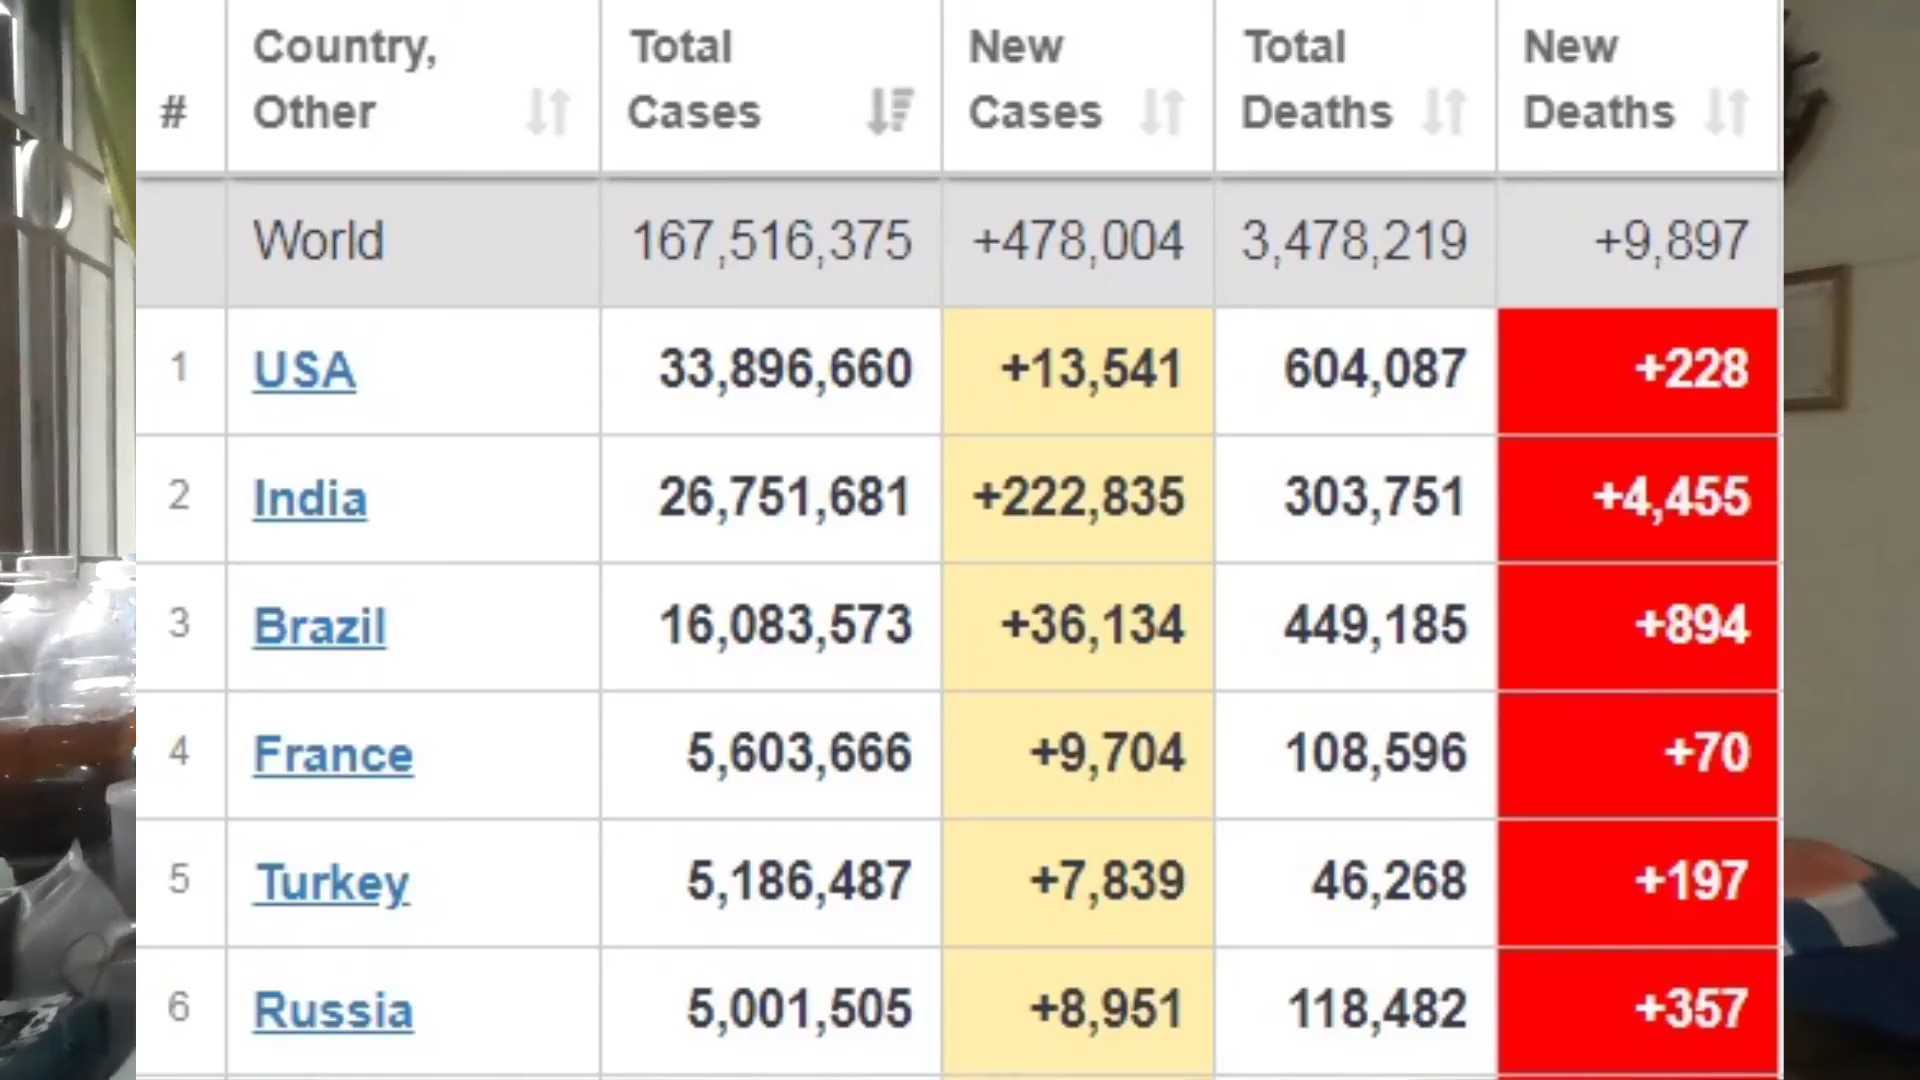 # Country, Other Total Cases New Cases Total Deaths New Deaths
World 167,516,375 +478,004 3,478,219 +9,897
1 USA 33,896,660 +13,541 604,087 +228
2 India 26,751,681 +222,835 303,751 +4,455
3 Brazil 16,083,573 +36,134 449,185 +894
4 France 5,603,666 +9,704 108,596 +70
5 Turkey 5,186,487 +7,839 46,268 +197
6 Russia 5,001,505 +8,951 118,482 +357